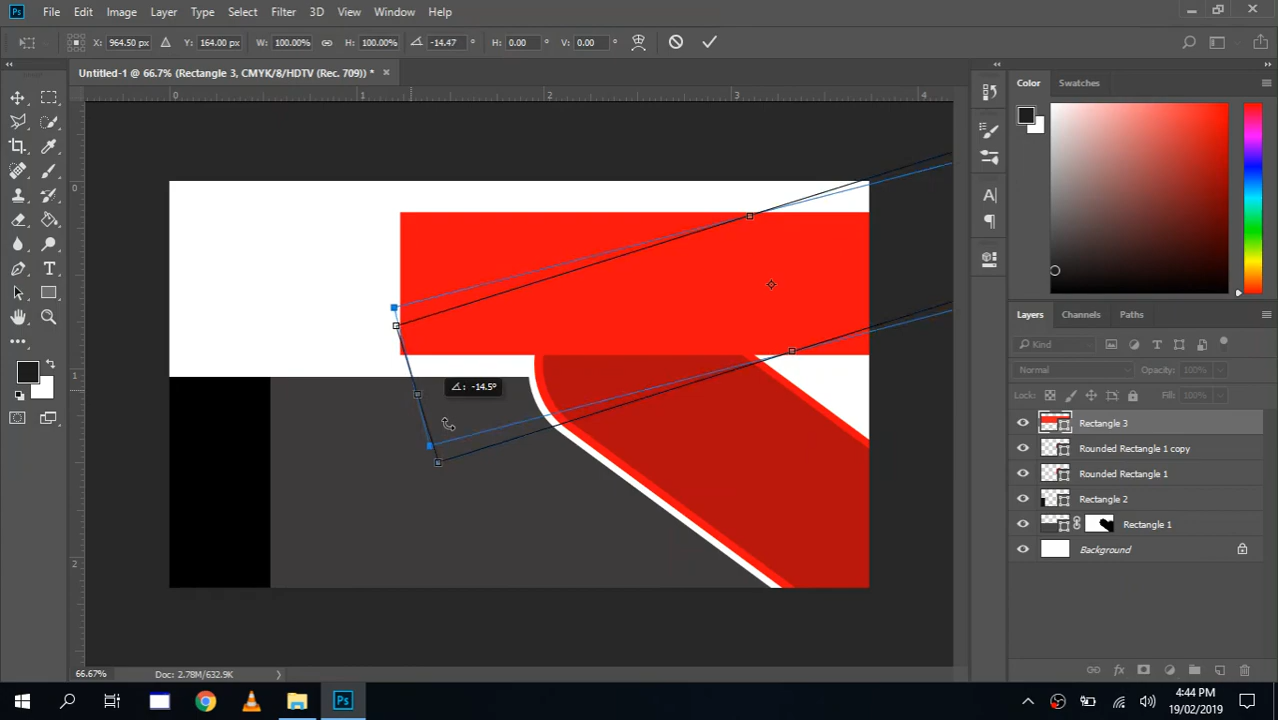 Ps File Edit Image Layer Type Select Filter 3D View Window Help
X: 964.50 px Y: 164.00 px W: 100.00% H: 100.00% -14.47 ° H: 0.00 ° V: 0.00 °
Untitled-1 @ 66.7% (Rectangle 3, CMYK/8/HDTV (Rec. 709)) * ×
0 1 2 3 4
0
1
2
∡: -14.5°
Color Swatches
Layers Channels Paths
Kind
Normal Opacity: 100%
Lock: Fill: 100%
Rectangle 3
Rounded Rectangle 1 copy
Rounded Rectangle 1
Rectangle 2
Rectangle 1
Background
66.67% Doc: 2.78M/632.9K
Ps
4:44 PM
19/02/2019